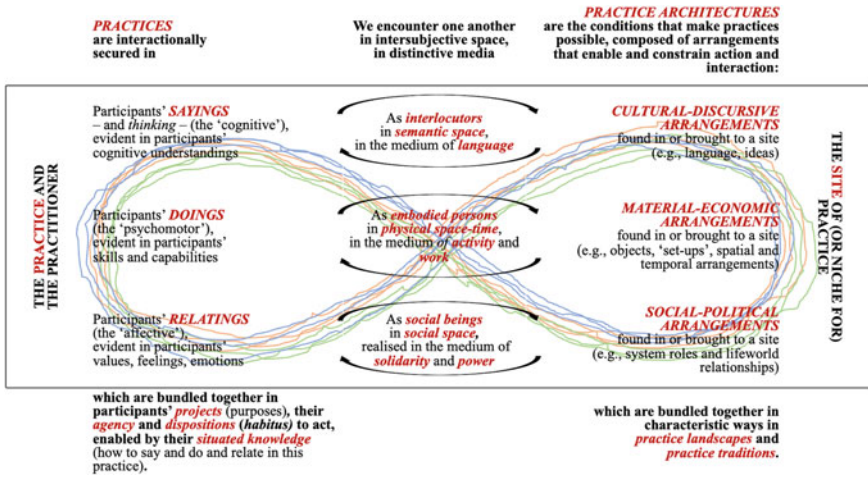 PRACTICES
are interactionally
secured in
We encounter one another
in intersubjective space,
in distinctive media
PRACTICE ARCHITECTURES
are the conditions that make practices
possible, composed of arrangements
that enable and constrain action and
interaction:
THE PRACTICE AND
THE PRACTITIONER
Participants' SAYINGS
– and thinking – (the 'cognitive'),
evident in participants'
cognitive understandings
As interlocutors
in semantic space,
in the medium of language
CULTURAL-DISCURSIVE
ARRANGEMENTS
found in or brought to a site
(e.g., language, ideas)
Participants' DOINGS
(the 'psychomotor'),
evident in participants'
skills and capabilities
As embodied persons
in physical space-time,
in the medium of activity and
work
MATERIAL-ECONOMIC
ARRANGEMENTS
found in or brought to a site
(e.g., objects, 'set-ups', spatial and
temporal arrangements)
Participants' RELATINGS
(the 'affective'),
evident in participants'
values, feelings, emotions
As social beings
in social space,
realised in the medium of
solidarity and power
SOCIAL-POLITICAL
ARRANGEMENTS
found in or brought to a site
(e.g., system roles and lifeworld
relationships)
THE SITE OF (OR NICHE FOR)
PRACTICE
which are bundled together in
participants' projects (purposes), their
agency and dispositions (habitus) to act,
enabled by their situated knowledge
(how to say and do and relate in this
practice).
which are bundled together in
characteristic ways in
practice landscapes and
practice traditions.